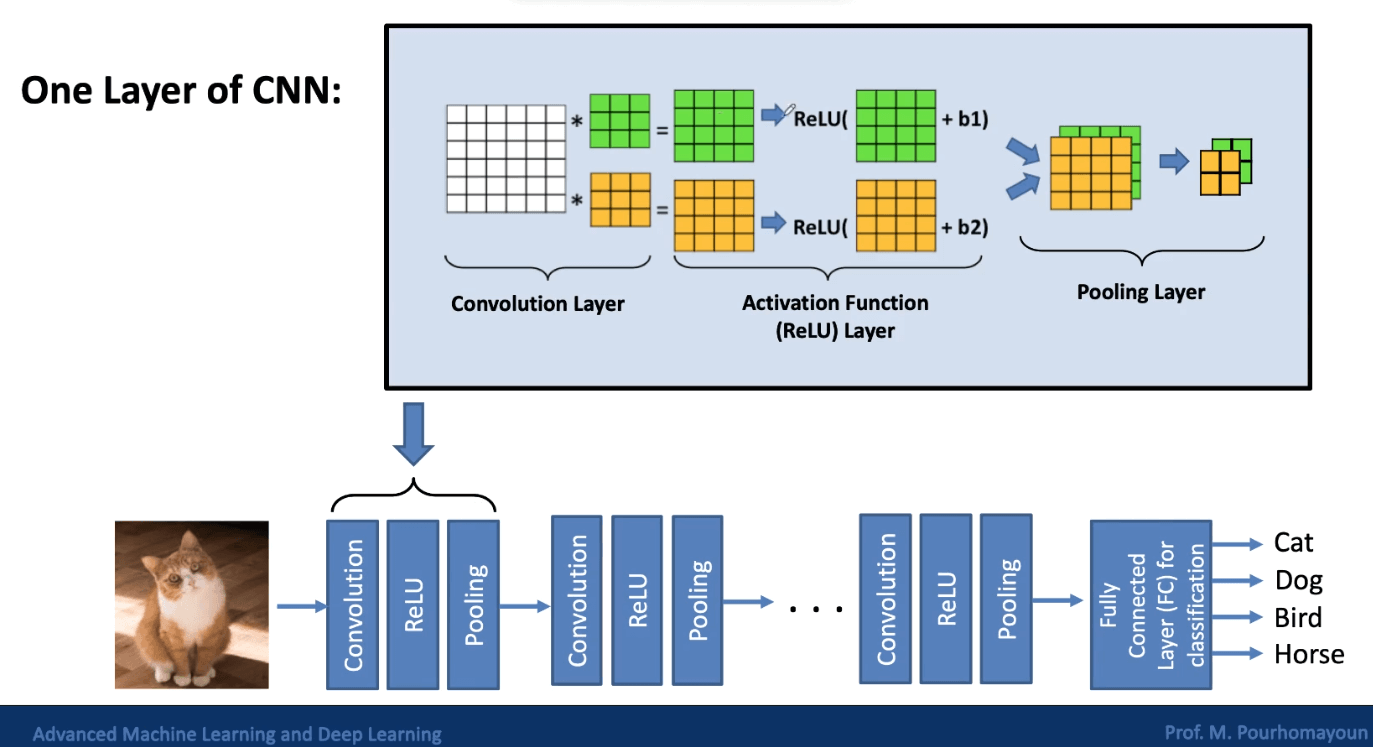 One Layer of CNN:
* = ReLU( + b1)
* = ReLU( + b2)
Convolution Layer
Activation Function
(ReLU) Layer
Pooling Layer
Convolution
ReLU
Pooling
Convolution
ReLU
Pooling
. . .
Convolution
ReLU
Pooling
Fully
Connected
Layer (FC) for
classification
Cat
Dog
Bird
Horse
Advanced Machine Learning and Deep Learning
Prof. M. Pourhomayoun